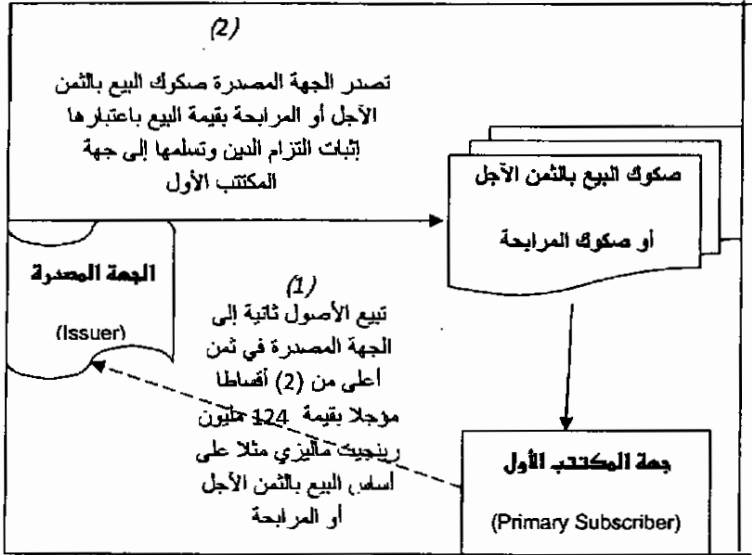 (2)
تصدر الجهة المصدرة صكوك البيع بالثمن
الآجل أو المرابحة بقيمة البيع باعتبارها
إثبات التزام الدين وتسلمها إلى جهة
المكتتب الأول
صكوك البيع بالثمن الآجل
أو صكوك المرابحة
الجهة المصدرة
(Issuer)
(1)
تبيع الأصول ثانية إلى
الجهة المصدرة في ثمن
أعلى من (2) أقساطا
مؤجلا بقيمة 124 مليون
رينجيت ماليزي مثلا على
أساس البيع بالثمن الآجل
أو المرابحة
جهة المكتتب الأول
(Primary Subscriber)